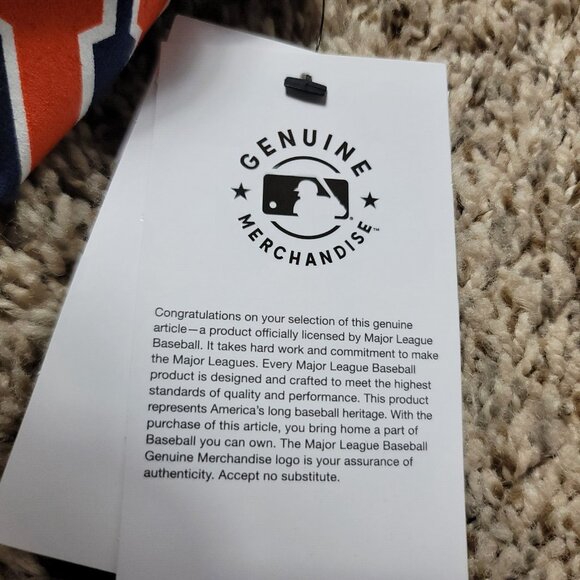 GENUINE
MERCHANDISE™
Congratulations on your selection of this genuine
article—a product officially licensed by Major League
Baseball. It takes hard work and commitment to make
the Major Leagues. Every Major League Baseball
product is designed and crafted to meet the highest
standards of quality and performance. This product
represents America's long baseball heritage. With the
purchase of this article, you bring home a part of
Baseball you can own. The Major League Baseball
Genuine Merchandise logo is your assurance of
authenticity. Accept no substitute.